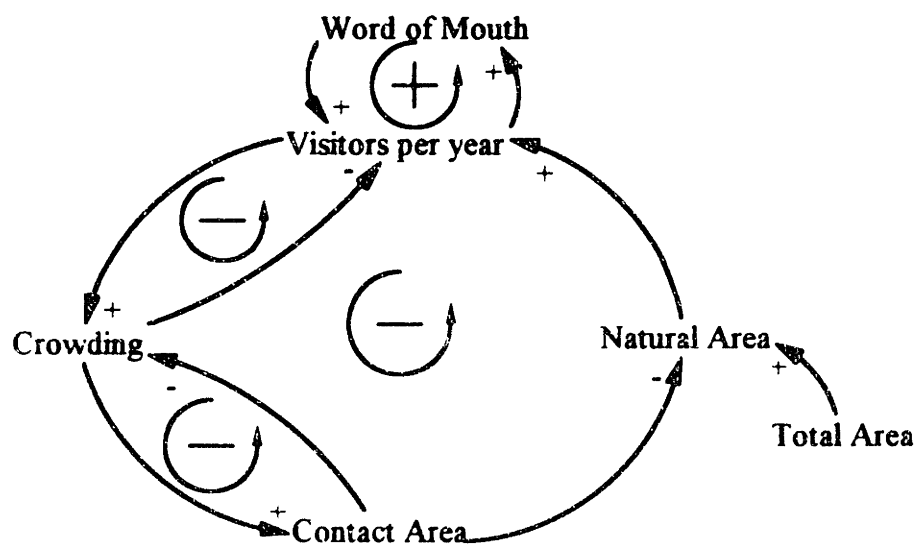 Word of Mouth
+
+
+
Visitors per year
-
+
−
+
−
Crowding
Natural Area
-
+
-
−
Total Area
+
Contact Area